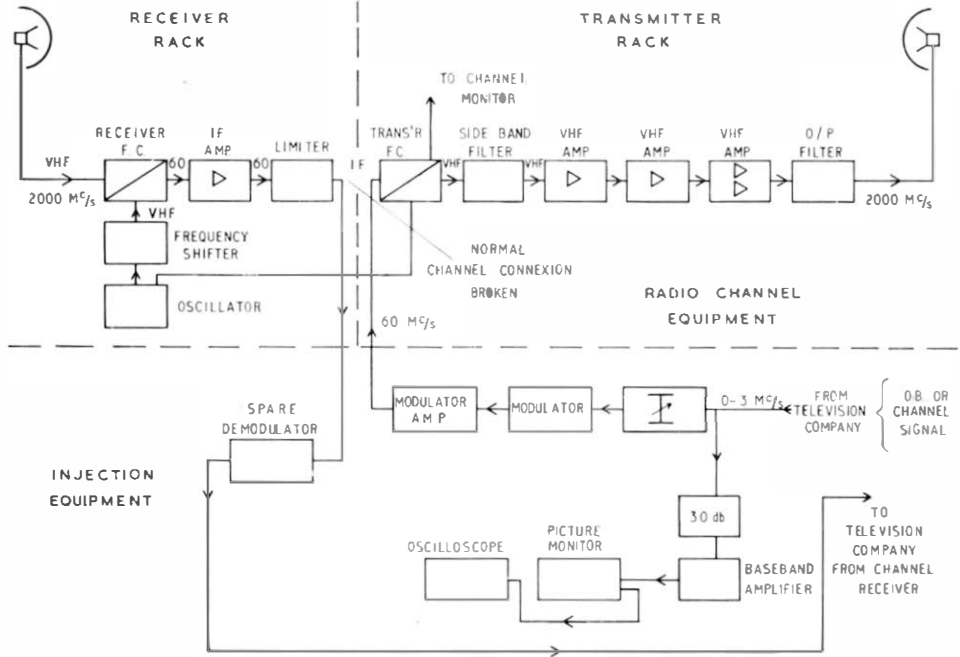 RECEIVER
RACK
TRANSMITTER
RACK
TO CHANNEL
MONITOR
RECEIVER
F.C
IF
AMP
LIMITER
IF
TRANS'R
FC
SIDE BAND
FILTER
VHF
AMP
VHF
AMP
VHF
AMP
O/P
FILTER
VHF
2000 Mc/s
60
60
VHF
VHF
2000 Mc/s
VHF
FREQUENCY
SHIFTER
OSCILLATOR
NORMAL
CHANNEL CONNEXION
BROKEN
RADIO CHANNEL
EQUIPMENT
60 Mc/s
SPARE
DEMODULATOR
MODULATOR
AMP
MODULATOR
0-3 Mc/s
FROM
TELEVISION
COMPANY
O.B. OR
CHANNEL
SIGNAL
INJECTION
EQUIPMENT
30 db
OSCILLOSCOPE
PICTURE
MONITOR
BASEBAND
AMPLIFIER
TO
TELEVISION
COMPANY
FROM CHANNEL
RECEIVER